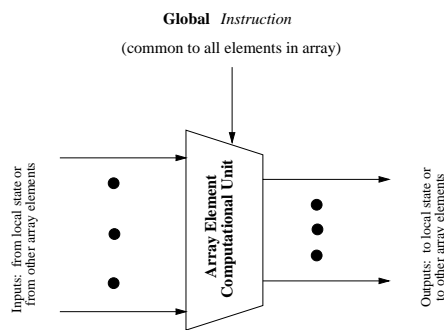 Global Instruction
(common to all elements in array)
Inputs: from local state or
from other array elements
Array Element
Computational Unit
Outputs: to local state or
to other array elements